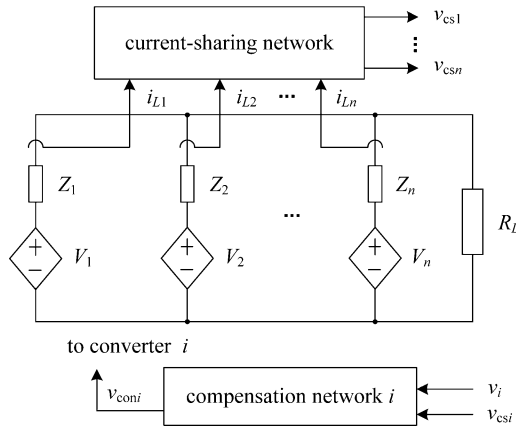 current-sharing network
v_cs1
⋮
v_csn
i_L1 i_L2 ··· i_Ln
Z_1 Z_2 Z_n
··· R_L
V_1 V_2 V_n
to converter i
v_coni
compensation network i
v_i
v_csi